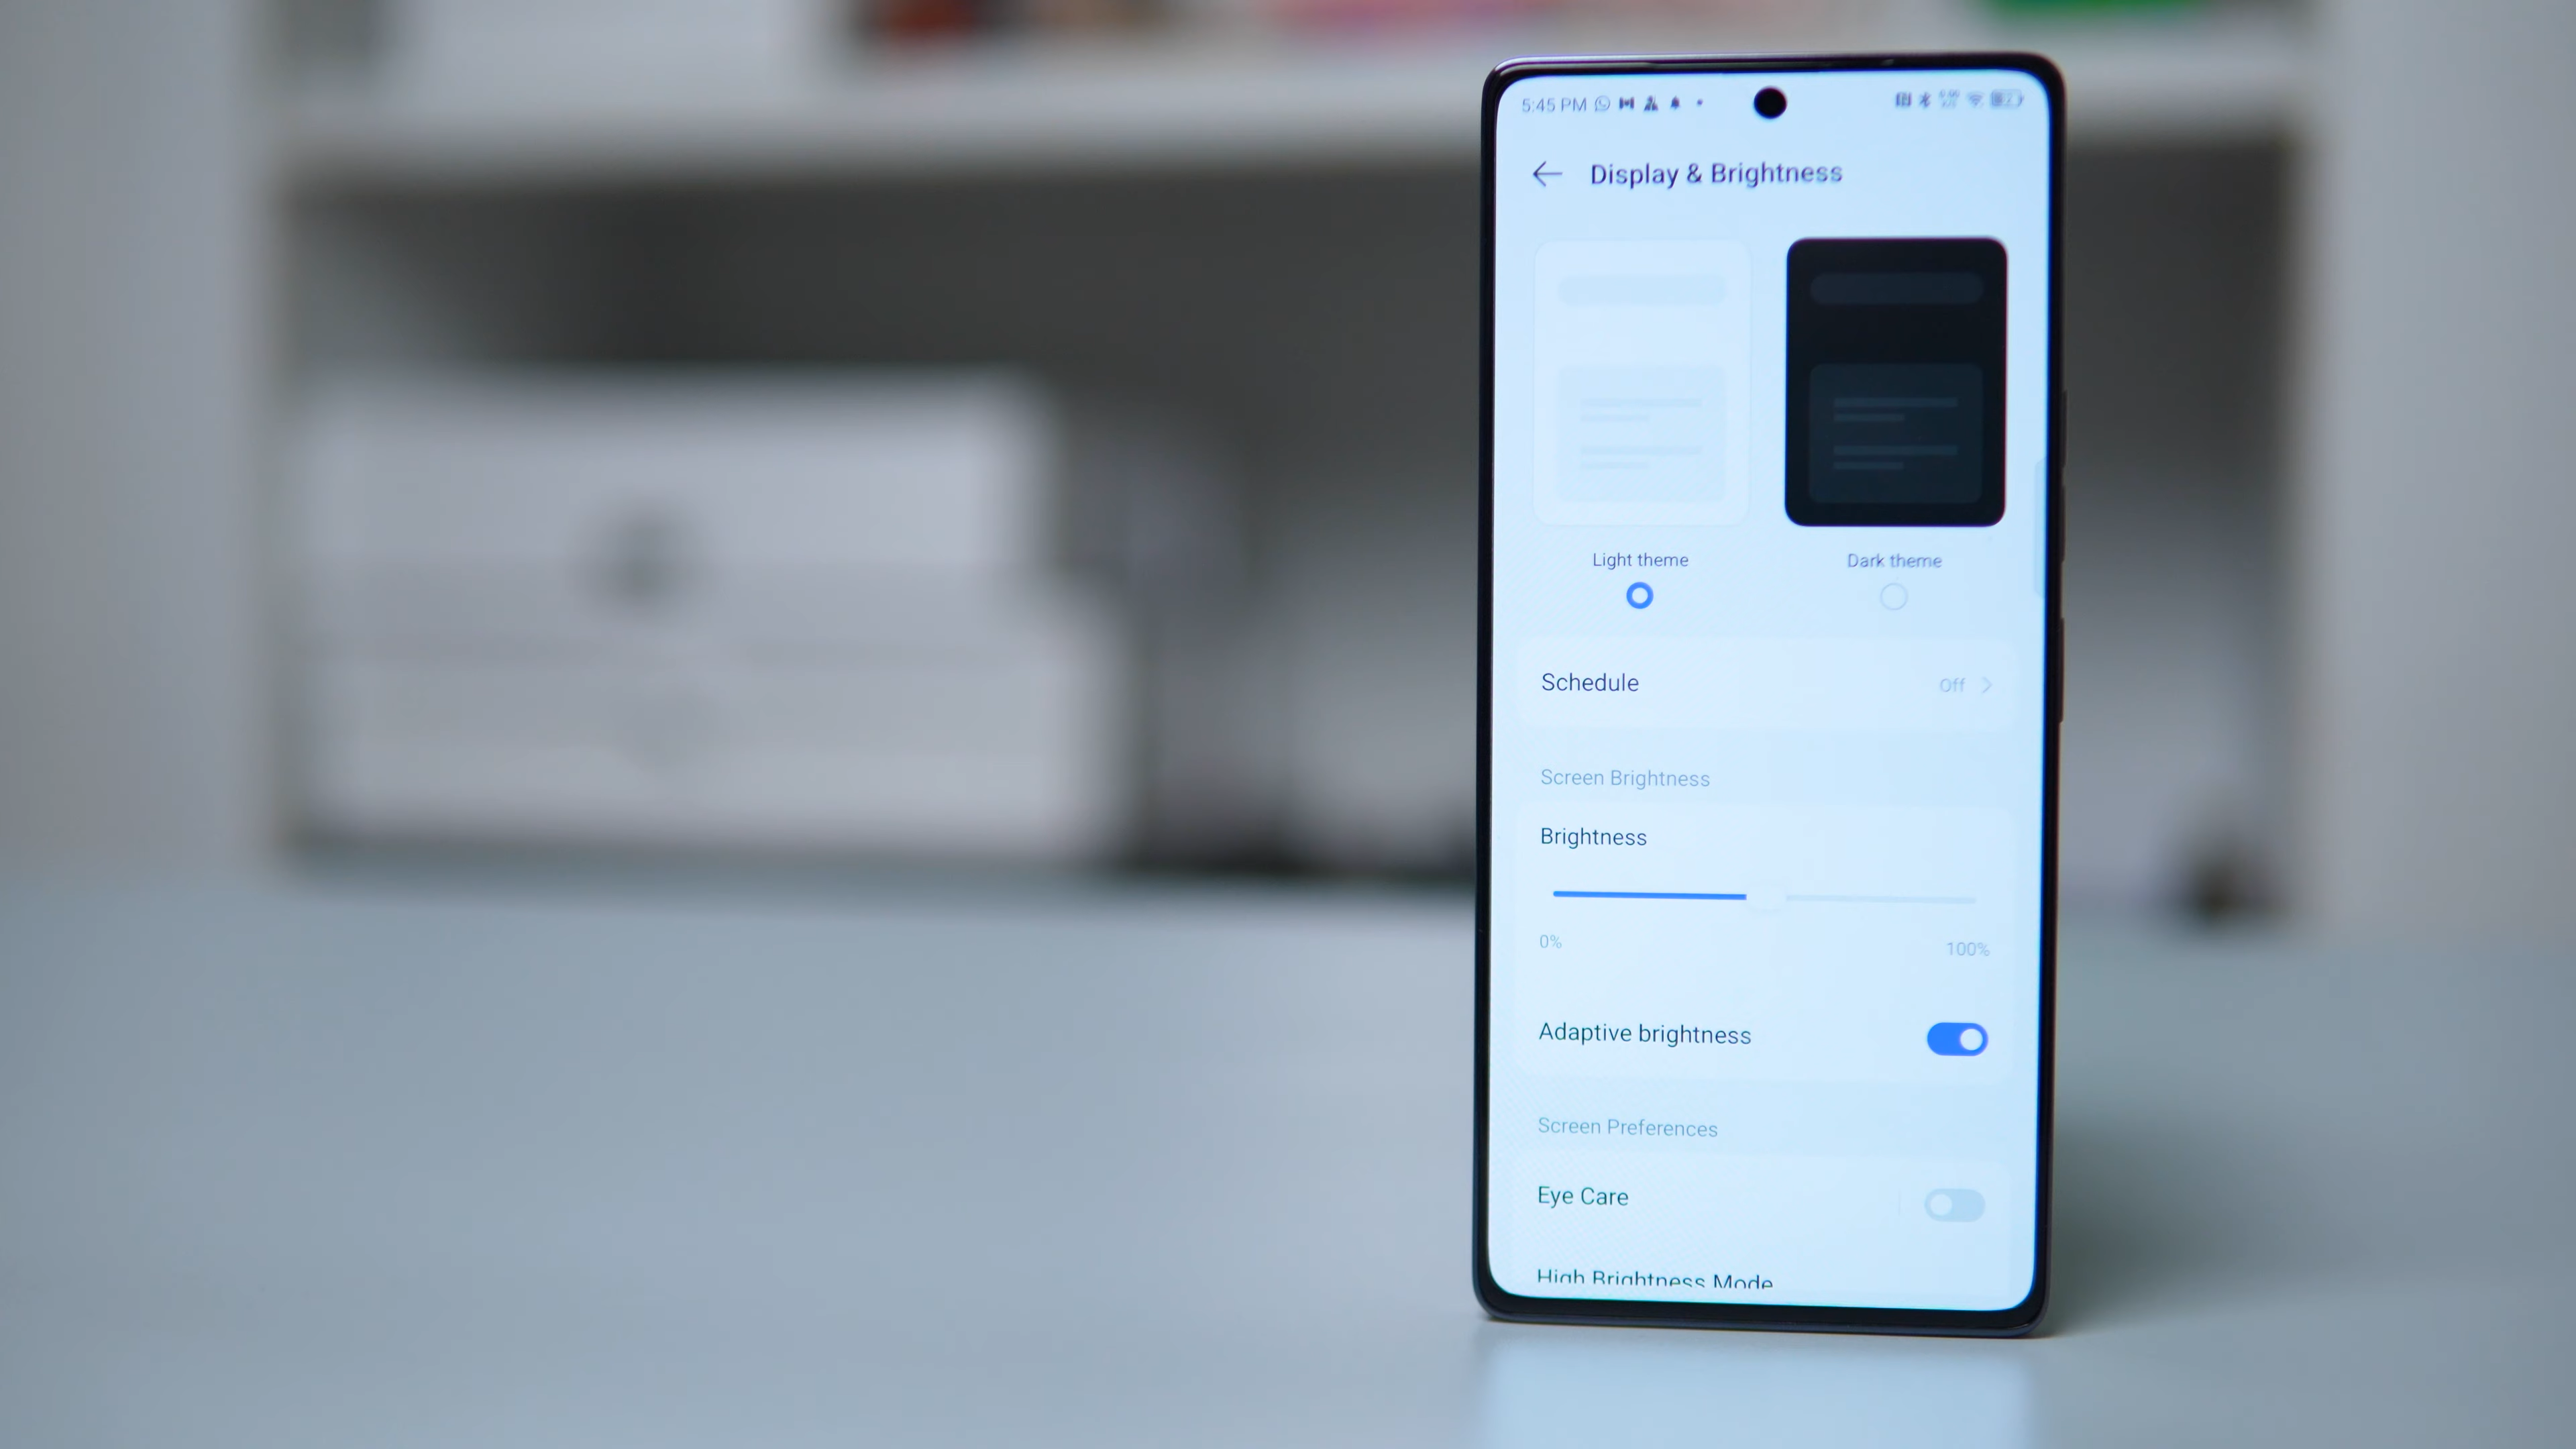 5:45 PM
Display & Brightness
Light theme
Dark theme
Schedule
Off
Screen Brightness
Brightness
0%
100%
Adaptive brightness
Screen Preferences
Eye Care
High Brightness Mode